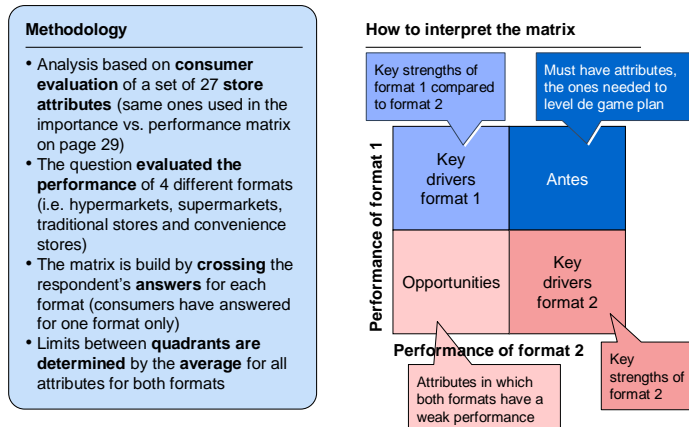 Methodology
• Analysis based on consumer
evaluation of a set of 27 store
attributes (same ones used in the
importance vs. performance matrix
on page 29)
• The question evaluated the
performance of 4 different formats
(i.e. hypermarkets, supermarkets,
traditional stores and convenience
stores)
• The matrix is build by crossing the
respondent's answers for each
format (consumers have answered
for one format only)
• Limits between quadrants are
determined by the average for all
attributes for both formats
How to interpret the matrix
Key strengths of
format 1 compared
to format 2
Must have attributes,
the ones needed to
level de game plan
Performance of format 1
Key
drivers
format 1
Antes
Opportunities
Key
drivers
format 2
Performance of format 2
Attributes in which
both formats have a
weak performance
Key
strengths of
format 2